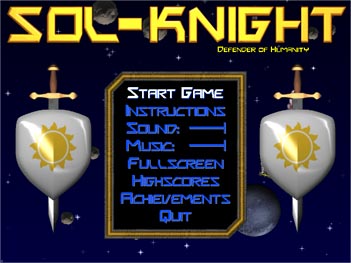 SOL-KNIGHT
Defender of Humanity
Start Game
Instructions
Sound:
Music:
Fullscreen
Highscores
Achievements
Quit